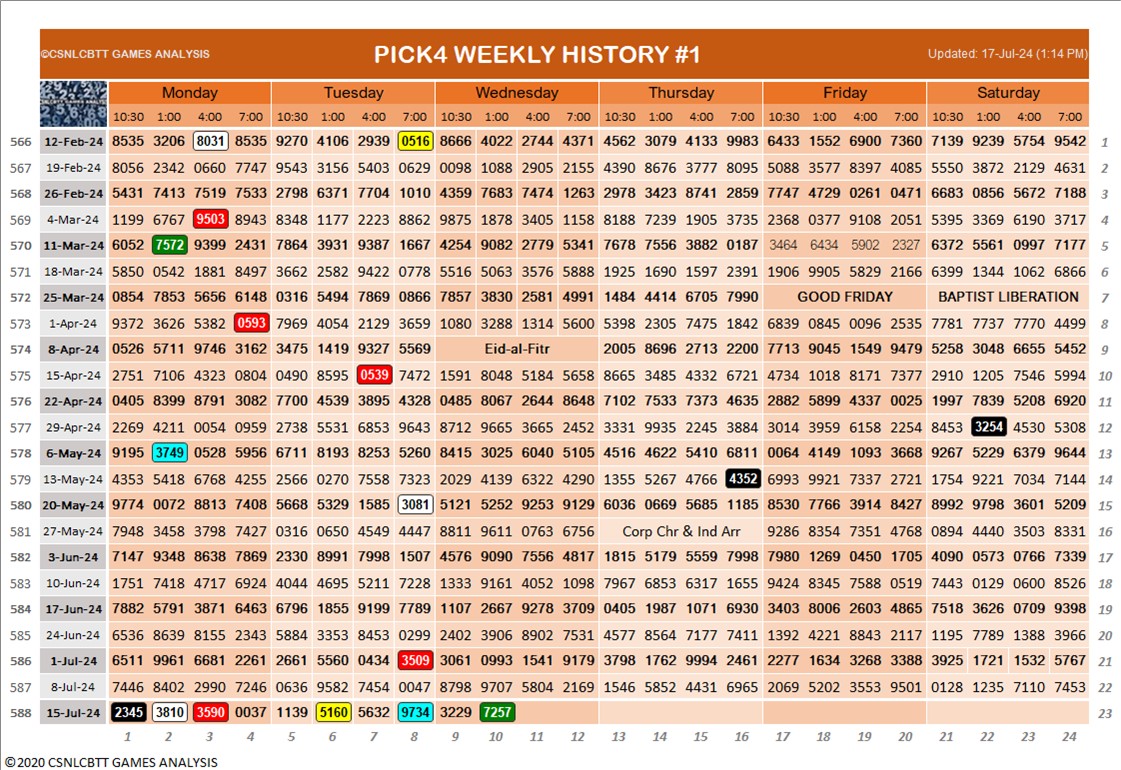 ©CSNLCBTT GAMES ANALYSIS PICK4 WEEKLY HISTORY #1 Updated: 17-Jul-24 (1:14 PM)
Monday Tuesday Wednesday Thursday Friday Saturday
10:30 1:00 4:00 7:00 10:30 1:00 4:00 7:00 10:30 1:00 4:00 7:00 10:30 1:00 4:00 7:00 10:30 1:00 4:00 7:00 10:30 1:00 4:00 7:00
566 12-Feb-24 8535 3206 8031 8535 9270 4106 2939 0516 8666 4022 2744 4371 4562 3079 4133 9983 6433 1552 6900 7360 7139 9239 5754 9542 1
567 19-Feb-24 8056 2342 0660 7747 9543 3156 5403 0629 0098 1088 2905 2155 4390 8676 3777 8095 5088 3577 8397 4085 5550 3872 2129 4631 2
568 26-Feb-24 5431 7413 7519 7533 2798 6371 7704 1010 4359 7683 7474 1263 2978 3423 8741 2859 7747 4729 0261 0471 6683 0856 5672 7188 3
569 4-Mar-24 1199 6767 9503 8943 8348 1177 2223 8862 9875 1878 3405 1158 8188 7239 1905 3735 2368 0377 9108 2051 5395 3369 6190 3717 4
570 11-Mar-24 6052 7572 9399 2431 7864 3931 9387 1667 4254 9082 2779 5341 7678 7556 3882 0187 3464 6434 5902 2327 6372 5561 0997 7177 5
571 18-Mar-24 5850 0542 1881 8497 3662 2582 9422 0778 5516 5063 3576 5888 1925 1690 1597 2391 1906 9905 5829 2166 6399 1344 1062 6866 6
572 25-Mar-24 0854 7853 5656 6148 0316 5494 7869 0866 7857 3830 2581 4991 1484 4414 6705 7990 GOOD FRIDAY BAPTIST LIBERATION 7
573 1-Apr-24 9372 3626 5382 0593 7969 4054 2129 3659 1080 3288 1314 5600 5398 2305 7475 1842 6839 0845 0096 2535 7781 7737 7770 4499 8
574 8-Apr-24 0526 5711 9746 3162 3475 1419 9327 5569 Eid-al-Fitr 2005 8696 2713 2200 7713 9045 1549 9479 5258 3048 6655 5452 9
575 15-Apr-24 2751 7106 4323 0804 0490 8595 0539 7472 1591 8048 5184 5658 8665 3485 4332 6721 4734 1018 8171 7377 2910 1205 7546 5994 10
576 22-Apr-24 0405 8399 8791 3082 7700 4539 3895 4328 0485 8067 2644 8648 7102 7533 7373 4635 2882 5899 4337 0025 1997 7839 5208 6920 11
577 29-Apr-24 2269 4211 0054 0959 2738 5531 6853 9643 8712 9665 3665 2452 3331 9935 2245 3884 3014 3959 6158 2254 8453 3254 4530 5308 12
578 6-May-24 9195 3749 0528 5956 6711 8193 8253 5260 8415 3025 6040 5105 4516 4622 5410 6811 0064 4149 1093 3668 9267 5229 6379 9644 13
579 13-May-24 4353 5418 6768 4255 2566 0270 7558 7323 2029 4139 6322 4290 1355 5267 4766 4352 6993 9921 7337 2721 1754 9221 7034 7144 14
580 20-May-24 9774 0072 8813 7408 5668 5329 1585 3081 5121 5252 9253 9129 6036 0669 5685 1185 8530 7766 3914 8427 8992 9798 3601 5209 15
581 27-May-24 7948 3458 3798 7427 0316 0650 4549 4447 8811 9611 0763 6756 Corp Chr & Ind Arr 9286 8354 7351 4768 0894 4440 3503 8331 16
582 3-Jun-24 7147 9348 8638 7869 2330 8991 7998 1507 4576 9090 7556 4817 1815 5179 5559 7998 7980 1269 0450 1705 4090 0573 0766 7339 17
583 10-Jun-24 1751 7418 4717 6924 4044 4695 5211 7228 1333 9161 4052 1098 7967 6853 6317 1655 9424 8345 7588 0519 7443 0129 0600 8526 18
584 17-Jun-24 7882 5791 3871 6463 6796 1855 9199 7789 1107 2667 9278 3709 0405 1987 1071 6930 3403 8006 2603 4865 7518 3626 0709 9398 19
585 24-Jun-24 6536 8639 8155 2343 5884 3353 8453 0299 2402 3906 8902 7531 4577 8564 7177 7411 1392 4221 8843 2117 1195 7789 1388 3966 20
586 1-Jul-24 6511 9961 6681 2261 2661 5560 0434 3509 3061 0993 1541 9179 3798 1762 9994 2461 2277 1634 3268 3388 3925 1721 1532 5767 21
587 8-Jul-24 7446 8402 2990 7246 0636 9582 7454 0047 8798 9707 5804 2169 1546 5852 4431 6965 2069 5202 3553 9501 0128 1235 7110 7453 22
588 15-Jul-24 2345 3810 3590 0037 1139 5160 5632 9734 3229 7257 23
1 2 3 4 5 6 7 8 9 10 11 12 13 14 15 16 17 18 19 20 21 22 23 24
©2020 CSNLCBTT GAMES ANALYSIS